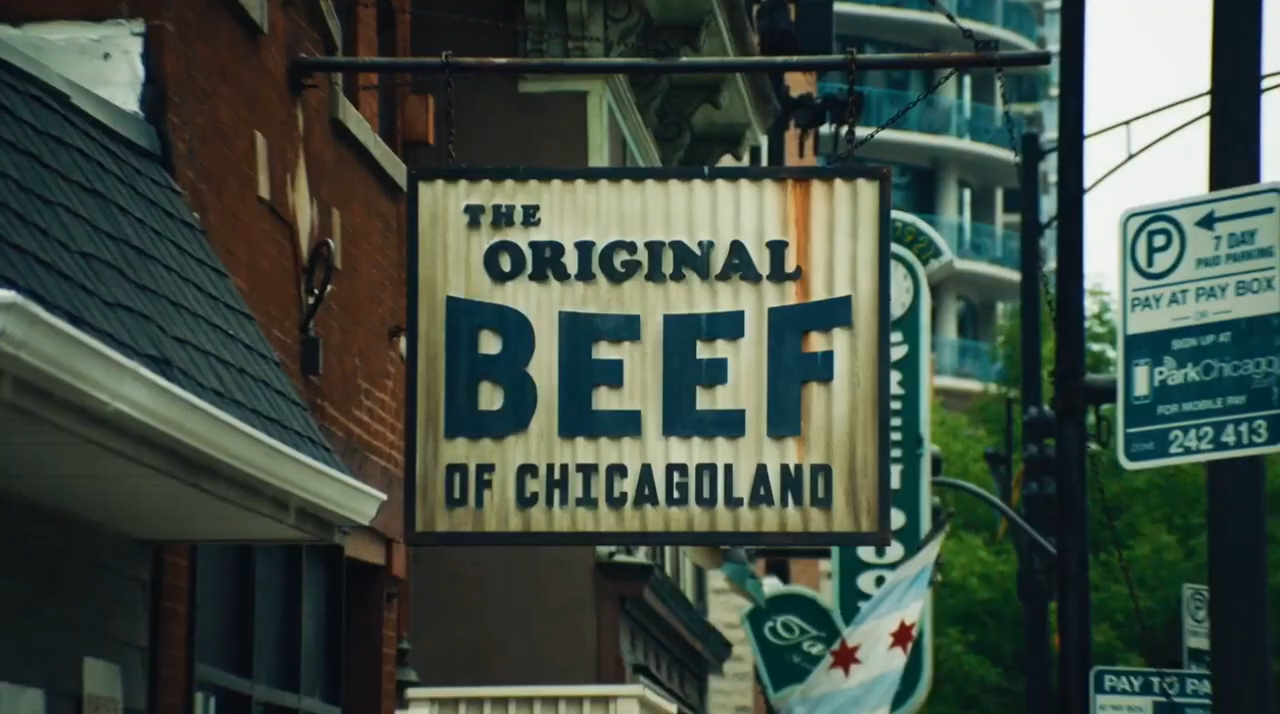 THE
ORIGINAL
BEEF
OF CHICAGOLAND
P
7 DAY
PAID PARKING
PAY AT PAY BOX
OR
SIGN UP AT
ParkChicago
FOR MOBILE PAY
242 413
P
PAY TO PA